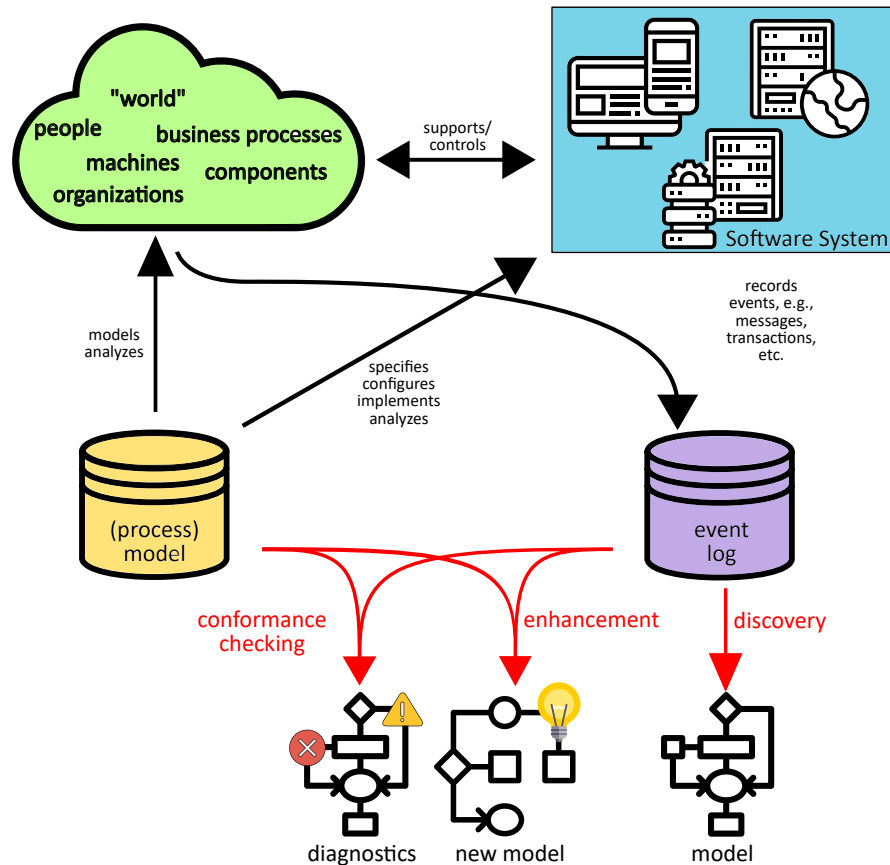 "world"
people
business processes
machines
components
organizations
supports/
controls
Software System
models
analyzes
specifies
configures
implements
analyzes
records
events, e.g.,
messages,
transactions,
etc.
(process)
model
event
log
conformance
checking
enhancement
discovery
diagnostics
new model
model